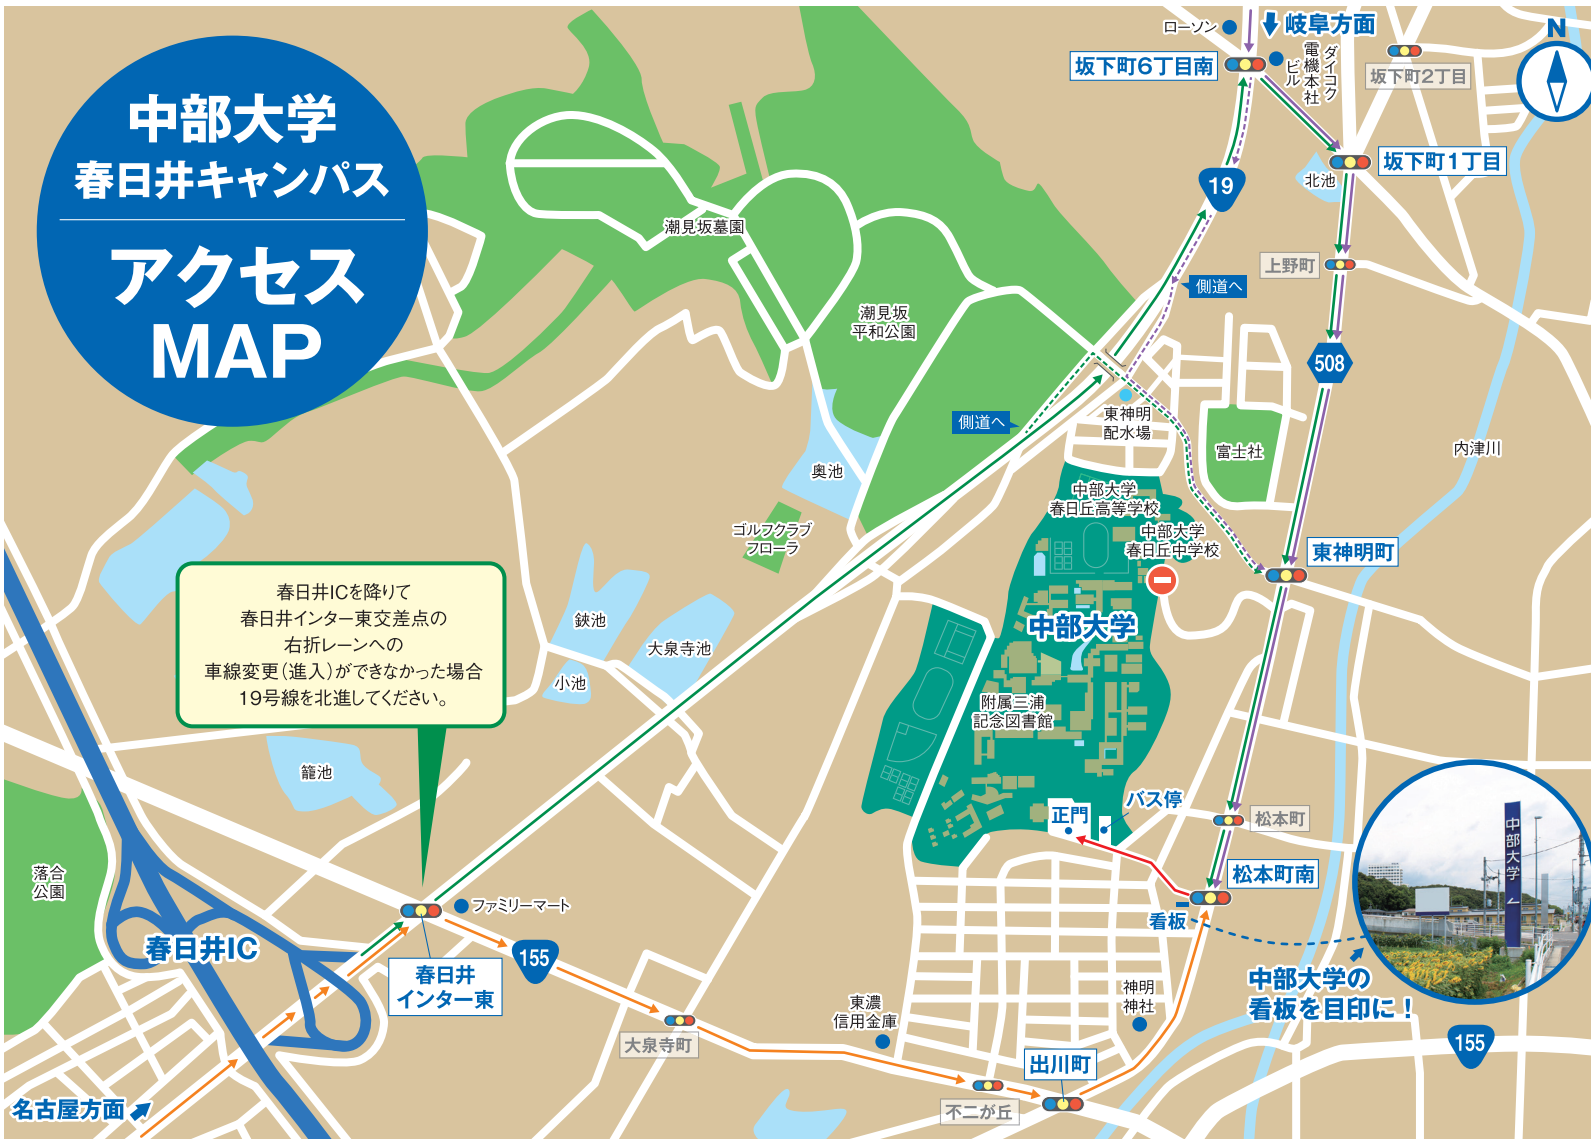 中部大学
春日井キャンパス
アクセス
MAP
ローソン
岐阜方面
坂下町6丁目南
ダイコク
電機本社
ビル
坂下町2丁目
N
坂下町1丁目
北池
19
潮見坂墓園
上野町
側道へ
潮見坂
平和公園
508
側道へ
東神明
配水場
富士社
内津川
奥池
中部大学
春日丘高等学校
ゴルフクラブ
フローラ
中部大学
春日丘中学校
東神明町
春日井ICを降りて
春日井インター東交差点の
右折レーンへの
車線変更(進入)ができなかった場合
19号線を北進してください。
鋏池
大泉寺池
小池
中部大学
附属三浦
記念図書館
籠池
正門
バス停
松本町
中部大学
落合
公園
松本町南
ファミリーマート
看板
春日井IC
155
春日井
インター東
中部大学の
看板を目印に!
神明
神社
東濃
信用金庫
大泉寺町
155
出川町
不二が丘
名古屋方面